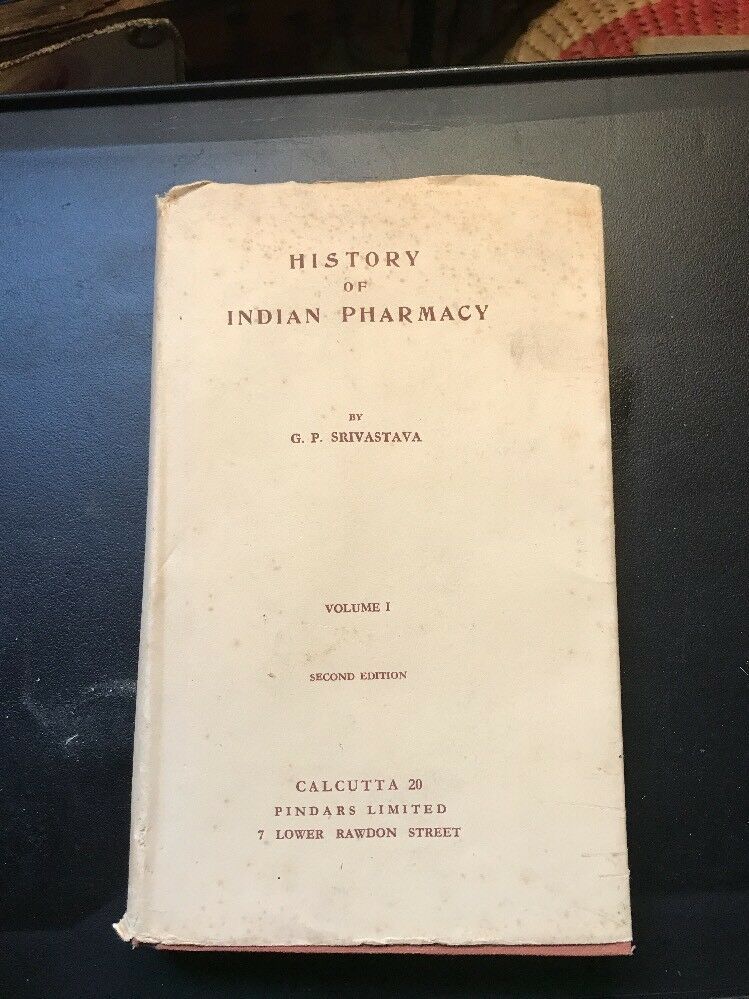 HISTORY
OF
INDIAN PHARMACY
BY
G. P. SRIVASTAVA
VOLUME I
SECOND EDITION
CALCUTTA 20
PINDARS LIMITED
7 LOWER RAWDON STREET